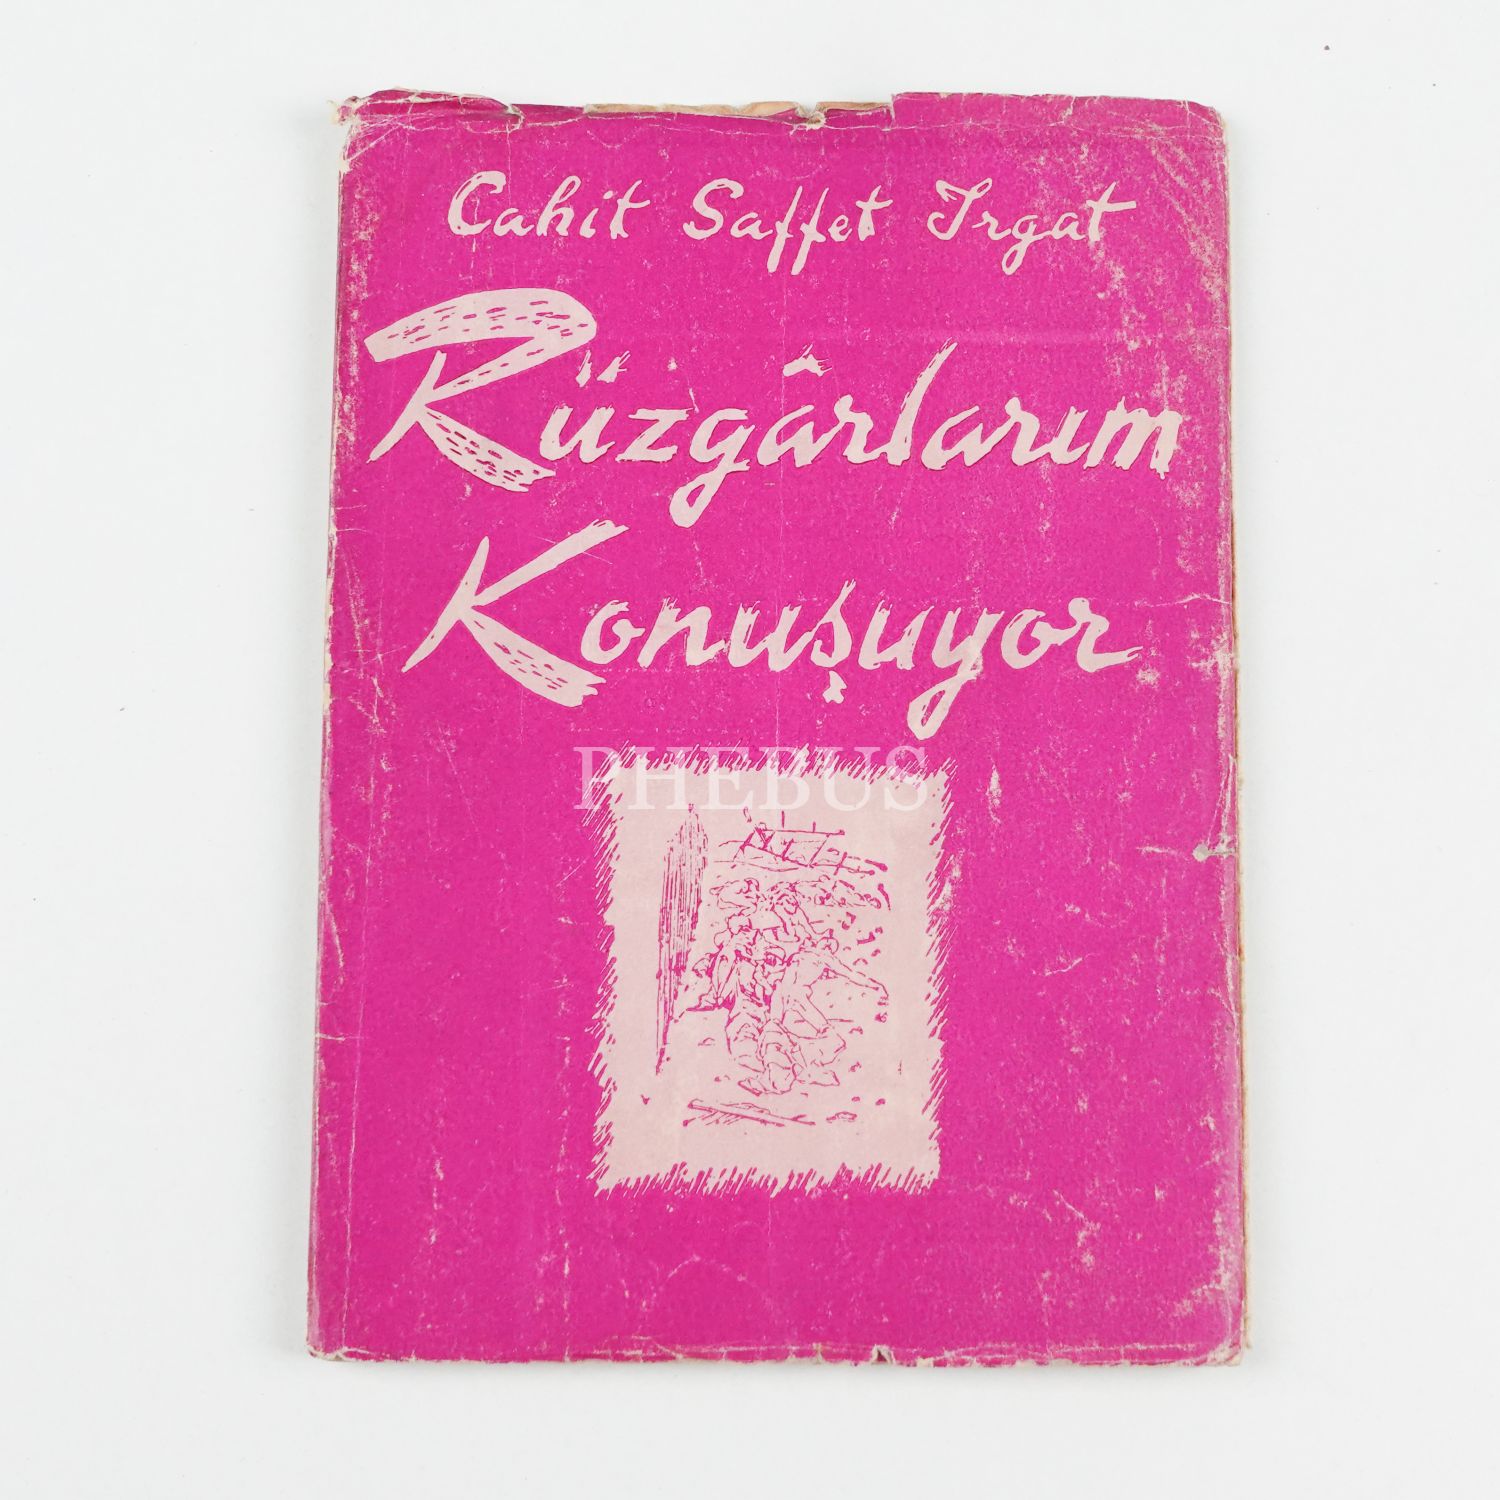 Cahit Saffet Irgat
Rüzgârlarım
Konuşuyor
PHEBUS